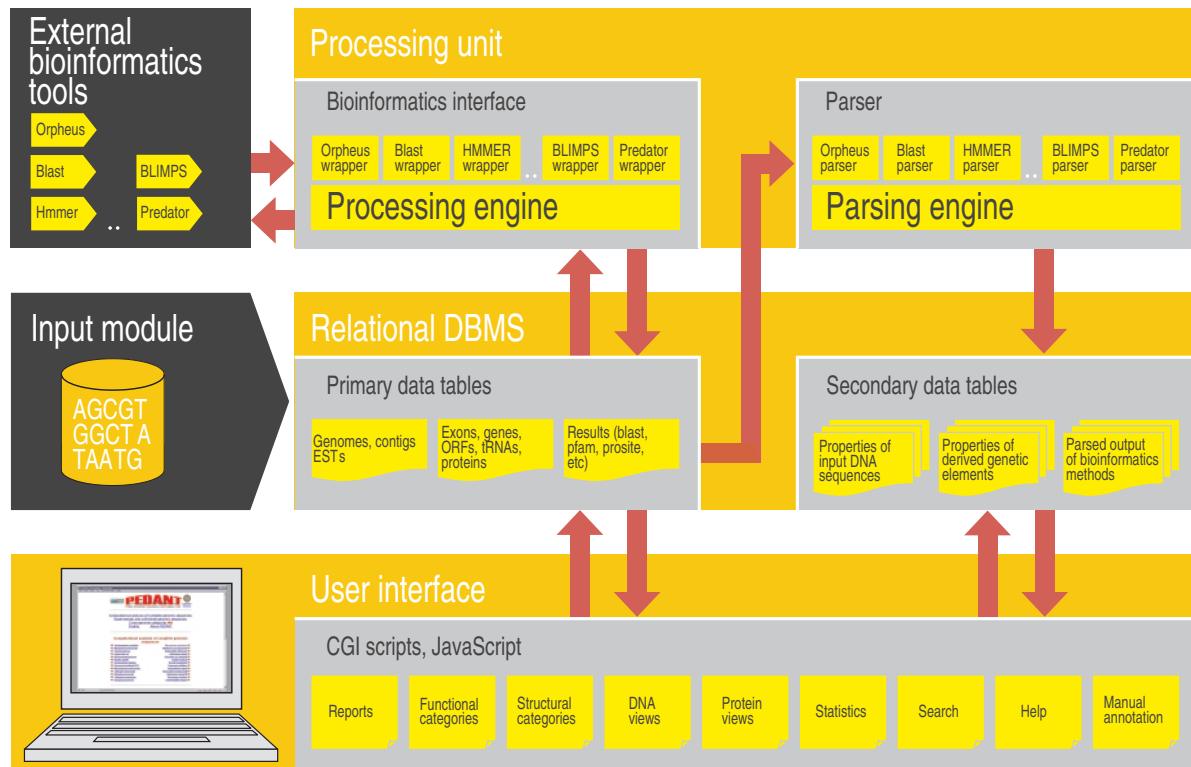 External
bioinformatics
tools
Orpheus
Blast
BLIMPS
Hmmer
..
Predator
Processing unit
Bioinformatics interface
Orpheus
wrapper
Blast
wrapper
HMMER
wrapper
..
BLIMPS
wrapper
Predator
wrapper
Processing engine
Parser
Orpheus
parser
Blast
parser
HMMER
parser
..
BLIMPS
parser
Predator
parser
Parsing engine
Input module
AGCGT
GGCT A
TAATG
Relational DBMS
Primary data tables
Genomes, contigs
ESTs
Exons, genes,
ORFs, tRNAs,
proteins
Results (blast,
pfam, prosite,
etc)
Secondary data tables
Properties of
input DNA
sequences
Properties of
derived genetic
elements
Parsed output
of bioinformatics
methods
PEDANT
User interface
CGI scripts, JavaScript
Reports
Functional
categories
Structural
categories
DNA
views
Protein
views
Statistics
Search
Help
Manual
annotation